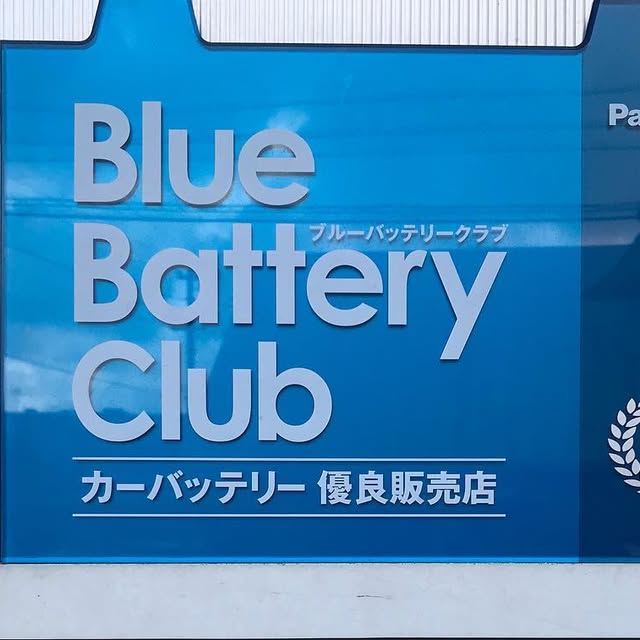 Blue
ブルーバッテリークラブ
Battery
Club
カーバッテリー 優良販売店
Pa